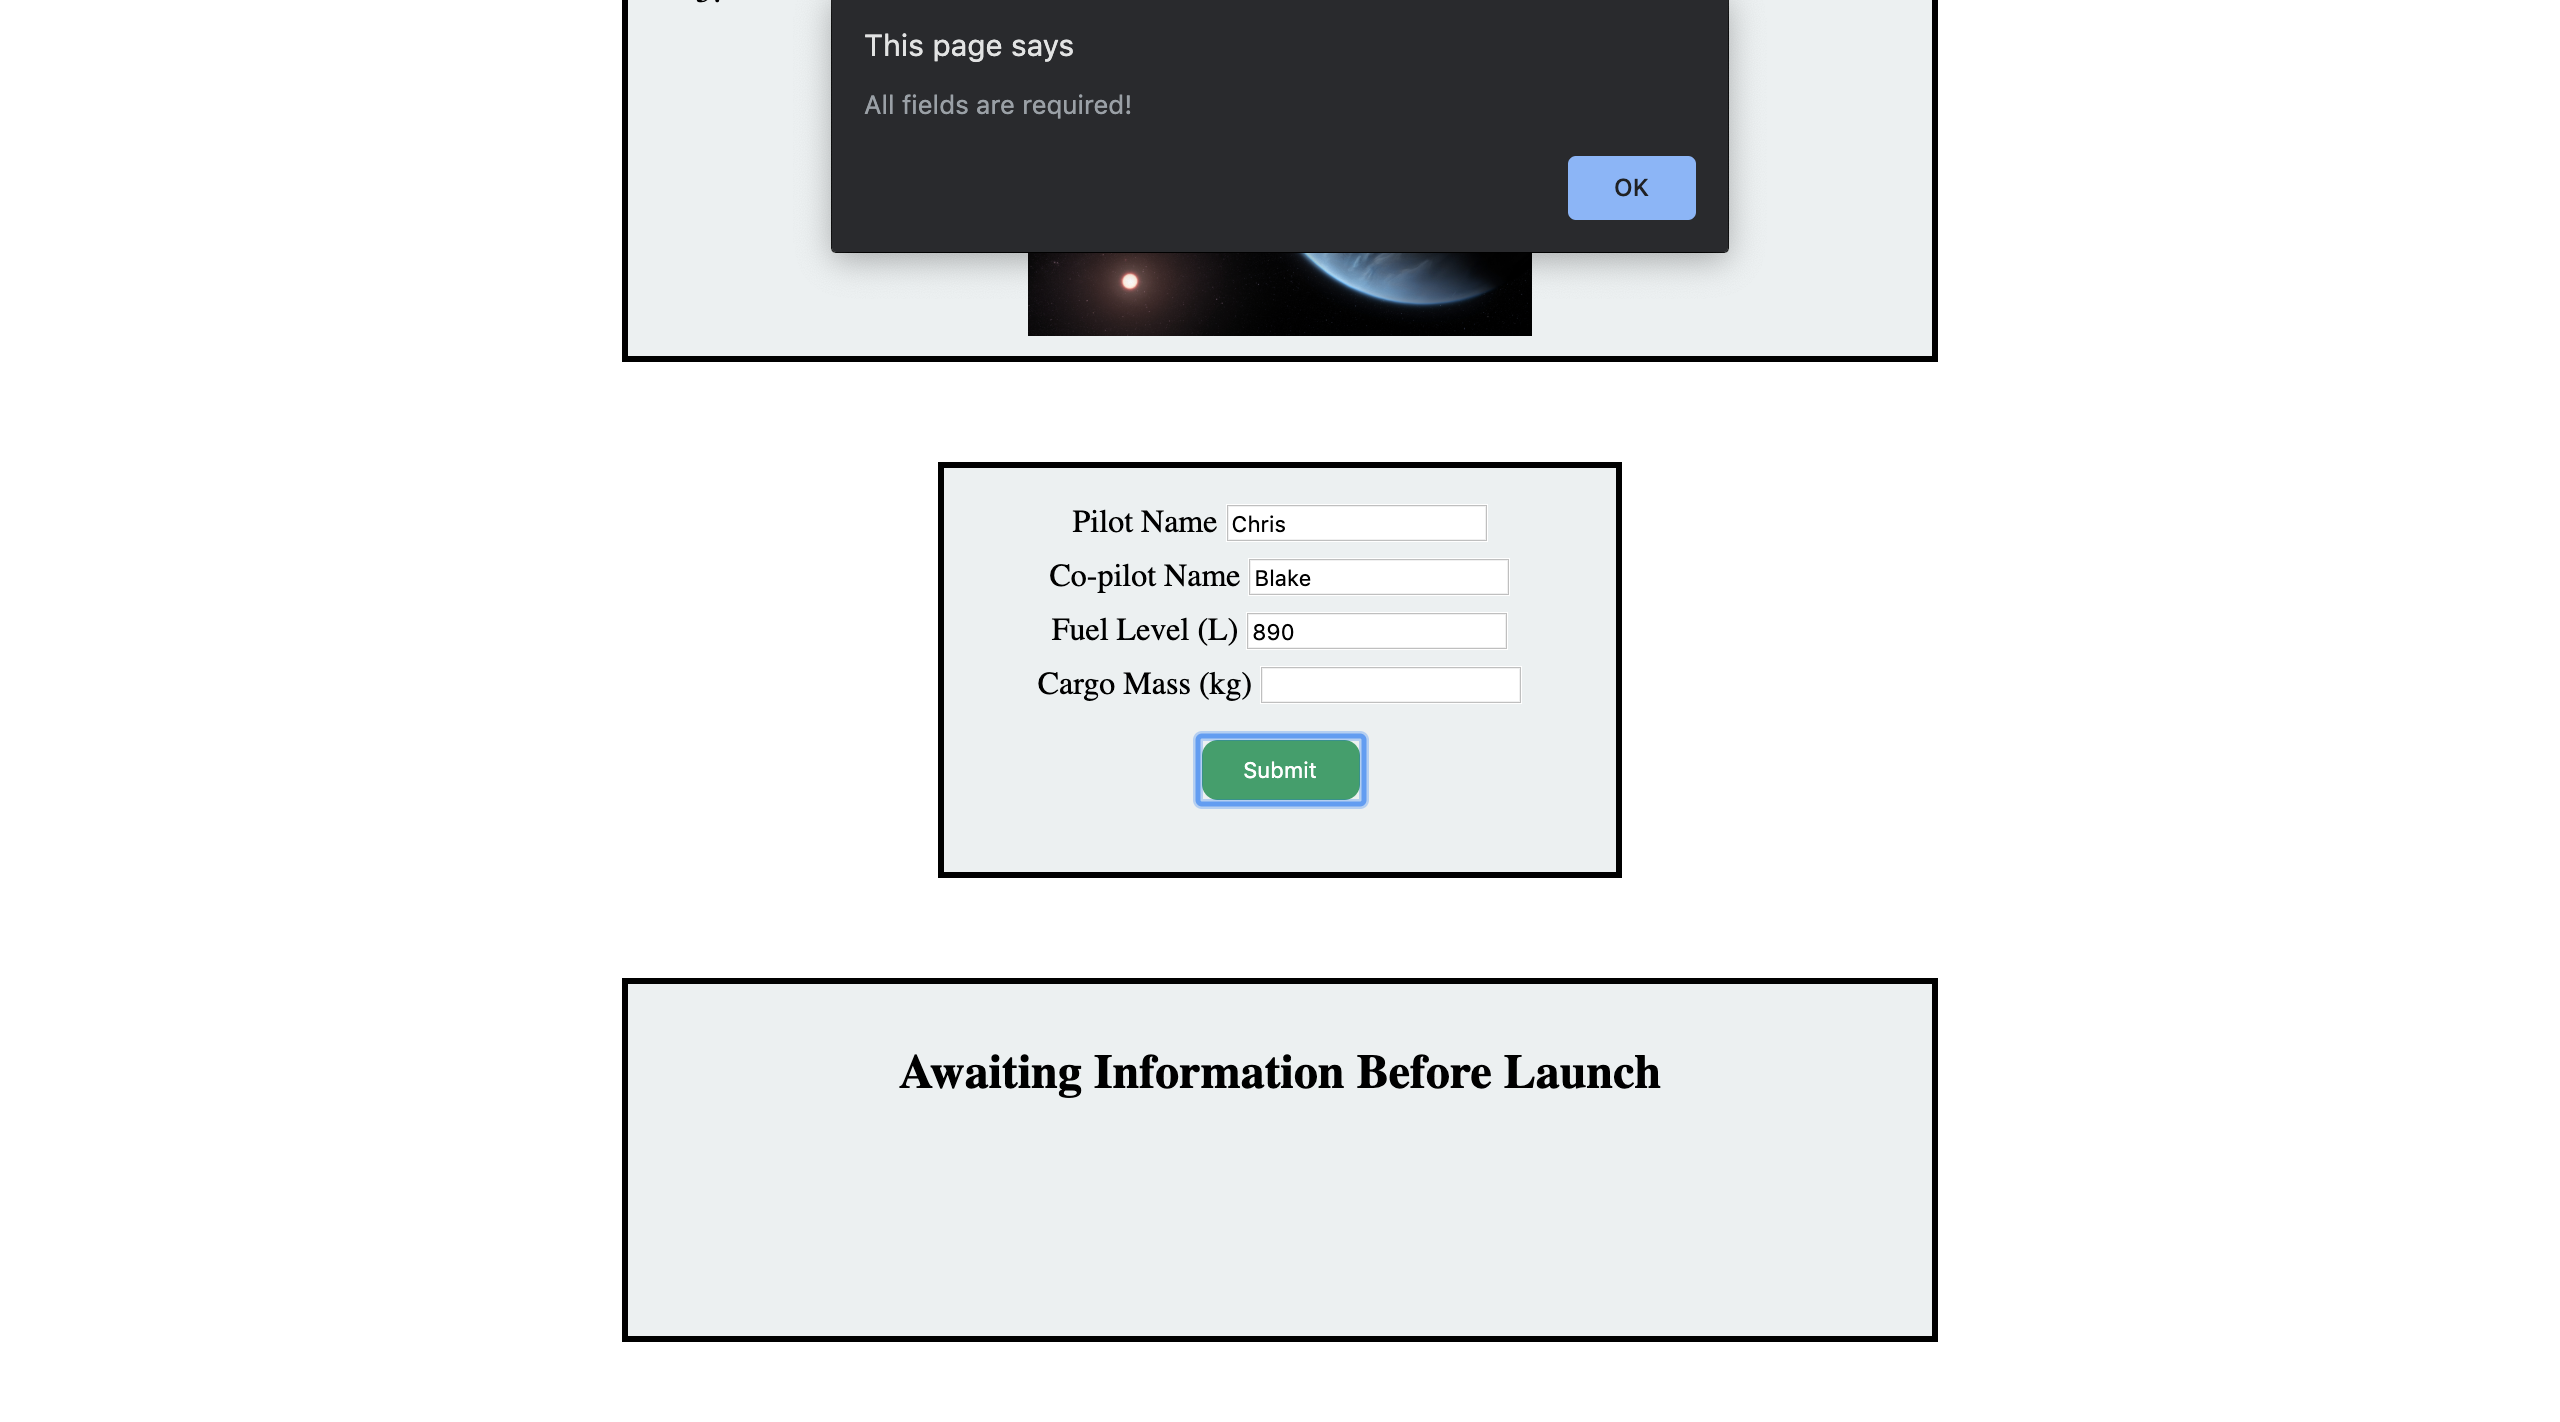 This page says
All fields are required!
OK
Pilot Name Chris
Co-pilot Name Blake
Fuel Level (L) 890
Cargo Mass (kg)
Submit
Awaiting Information Before Launch